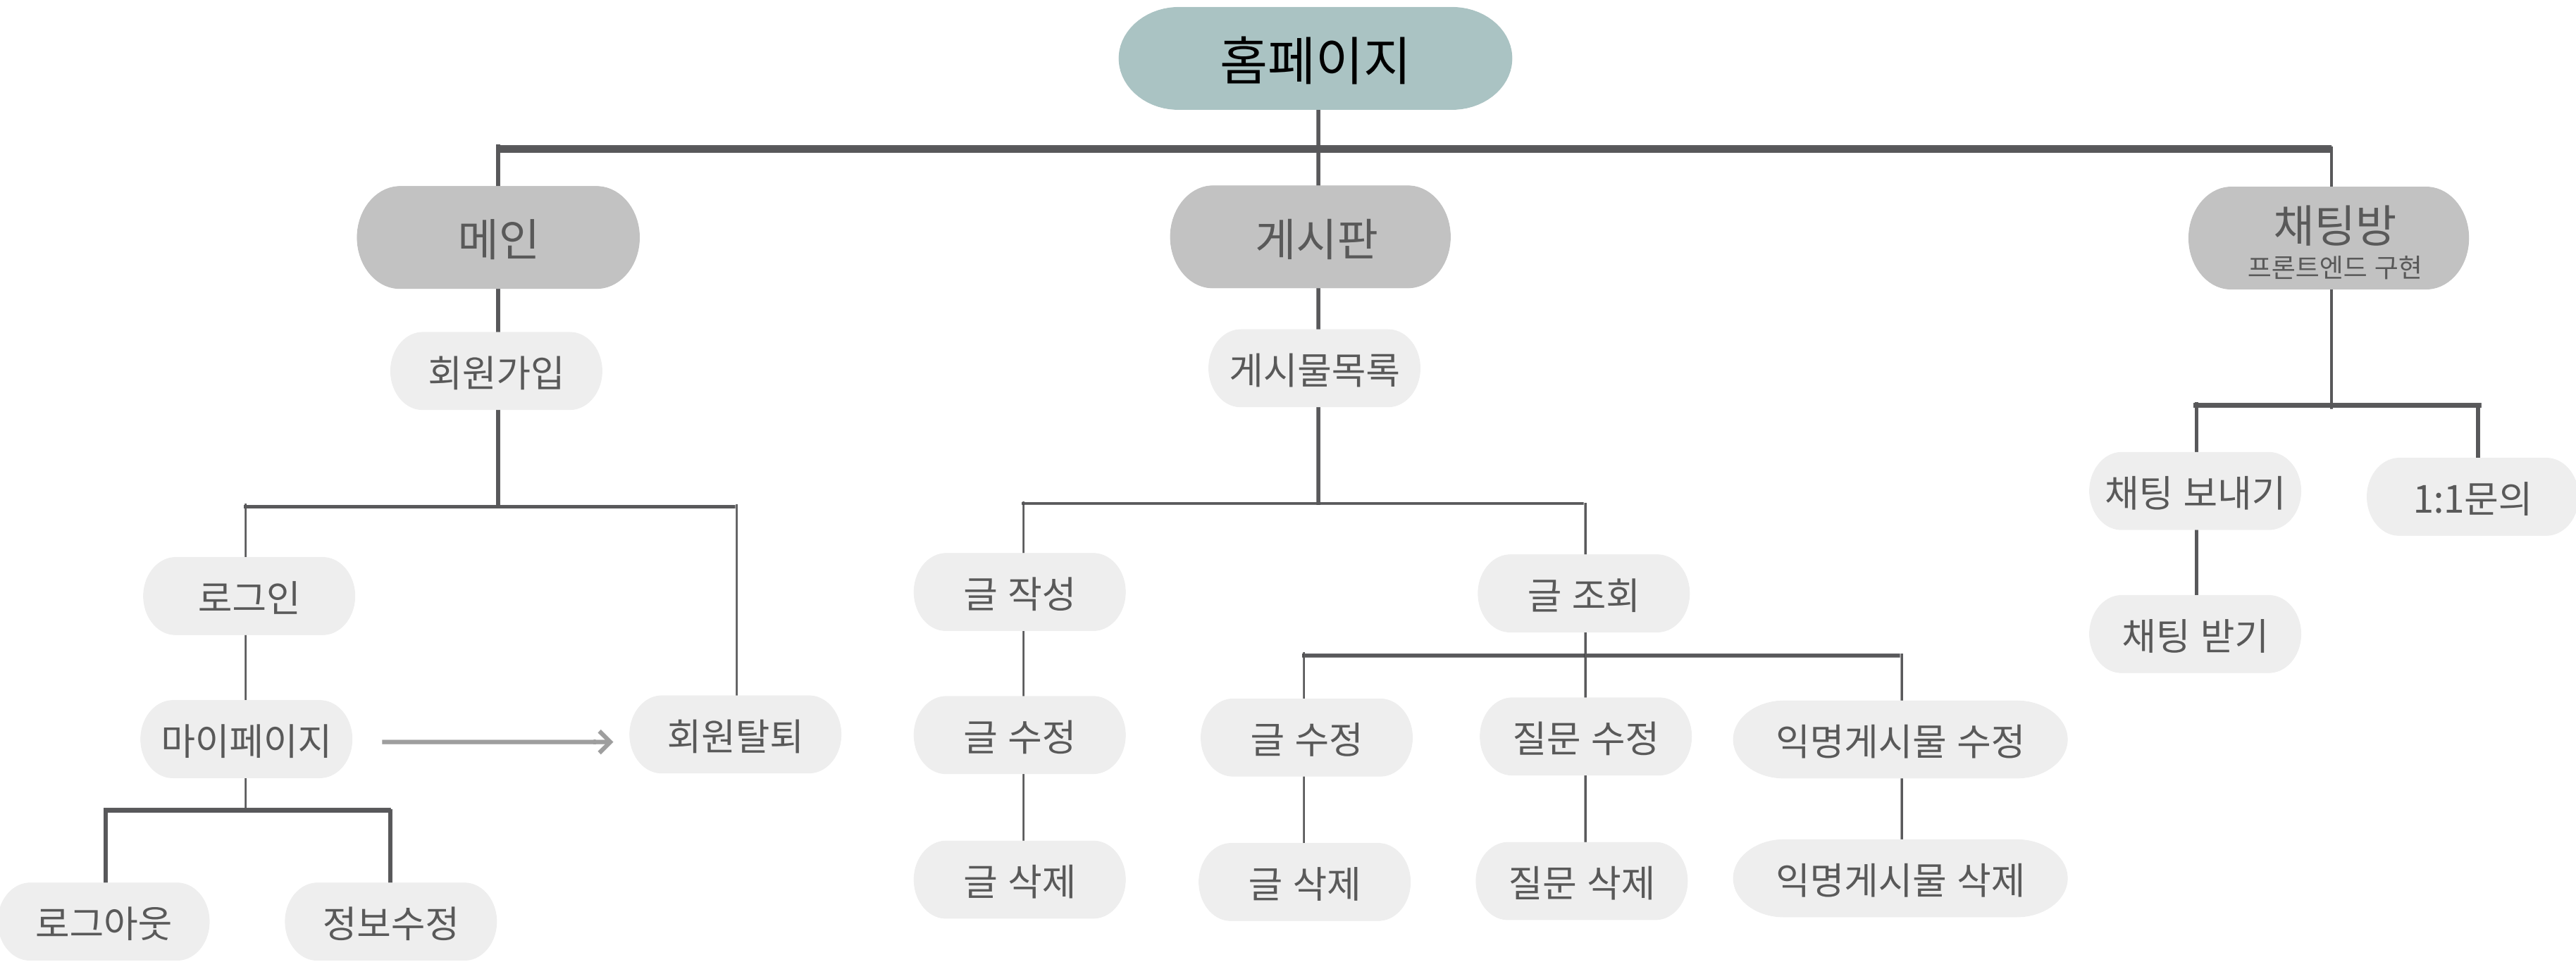 홈페이지
메인
게시판
채팅방
프론트엔드 구현
회원가입
게시물목록
채팅 보내기
1:1문의
로그인
글 작성
글 조회
채팅 받기
마이페이지
회원탈퇴
글 수정
글 수정
질문 수정
익명게시물 수정
로그아웃
정보수정
글 삭제
글 삭제
질문 삭제
익명게시물 삭제